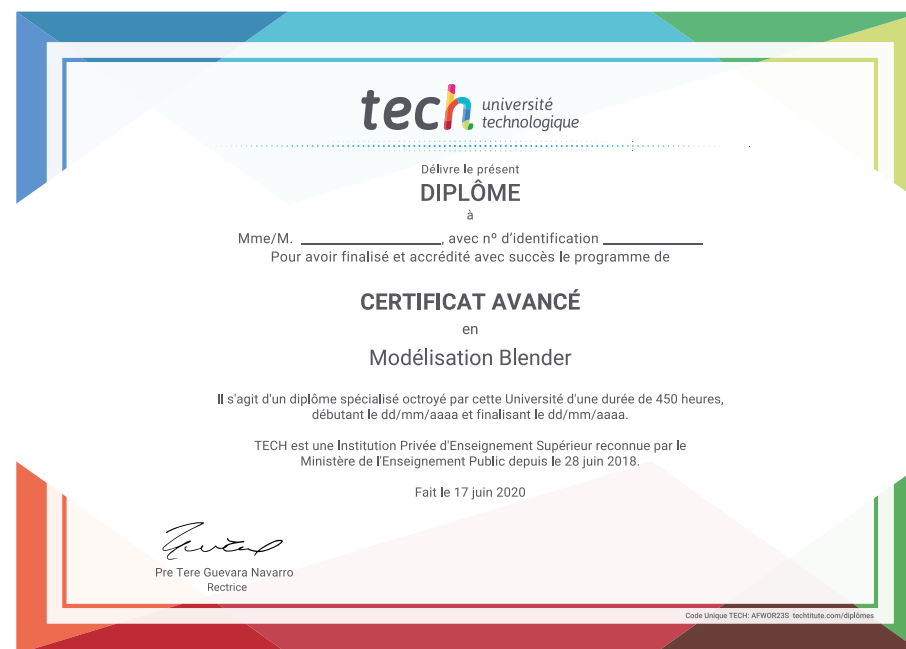 tech université
technologique
Délivre le présent
DIPLÔME
à
Mme/M. ____________________, avec nº d'identification ______________
Pour avoir finalisé et accrédité avec succès le programme de
CERTIFICAT AVANCÉ
en
Modélisation Blender
Il s'agit d'un diplôme spécialisé octroyé par cette Université d'une durée de 450 heures,
débutant le dd/mm/aaaa et finalisant le dd/mm/aaaa.
TECH est une Institution Privée d'Enseignement Supérieur reconnue par le
Ministère de l'Enseignement Public depuis le 28 juin 2018.
Fait le 17 juin 2020
Pre Tere Guevara Navarro
Rectrice
Code Unique TECH: AFWOR23S techtitute.com/diplômes